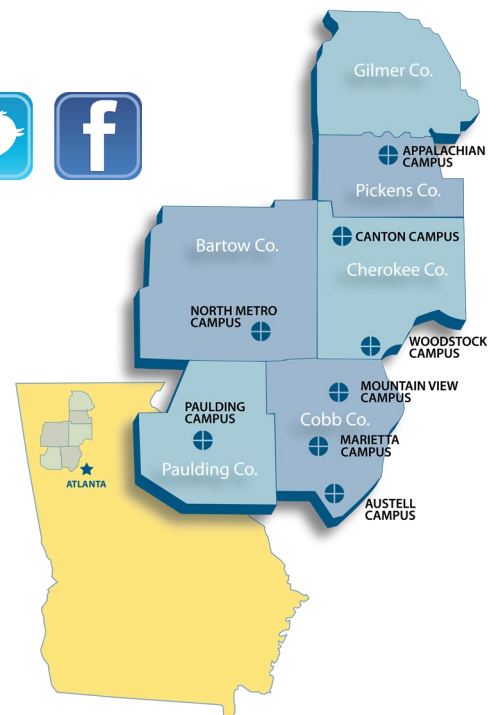 Gilmer Co.
APPALACHIAN
CAMPUS
Pickens Co.
CANTON CAMPUS
Bartow Co.
Cherokee Co.
NORTH METRO
CAMPUS
WOODSTOCK
CAMPUS
MOUNTAIN VIEW
CAMPUS
PAULDING
CAMPUS
Cobb Co.
MARIETTA
CAMPUS
Paulding Co.
AUSTELL
CAMPUS
ATLANTA
f